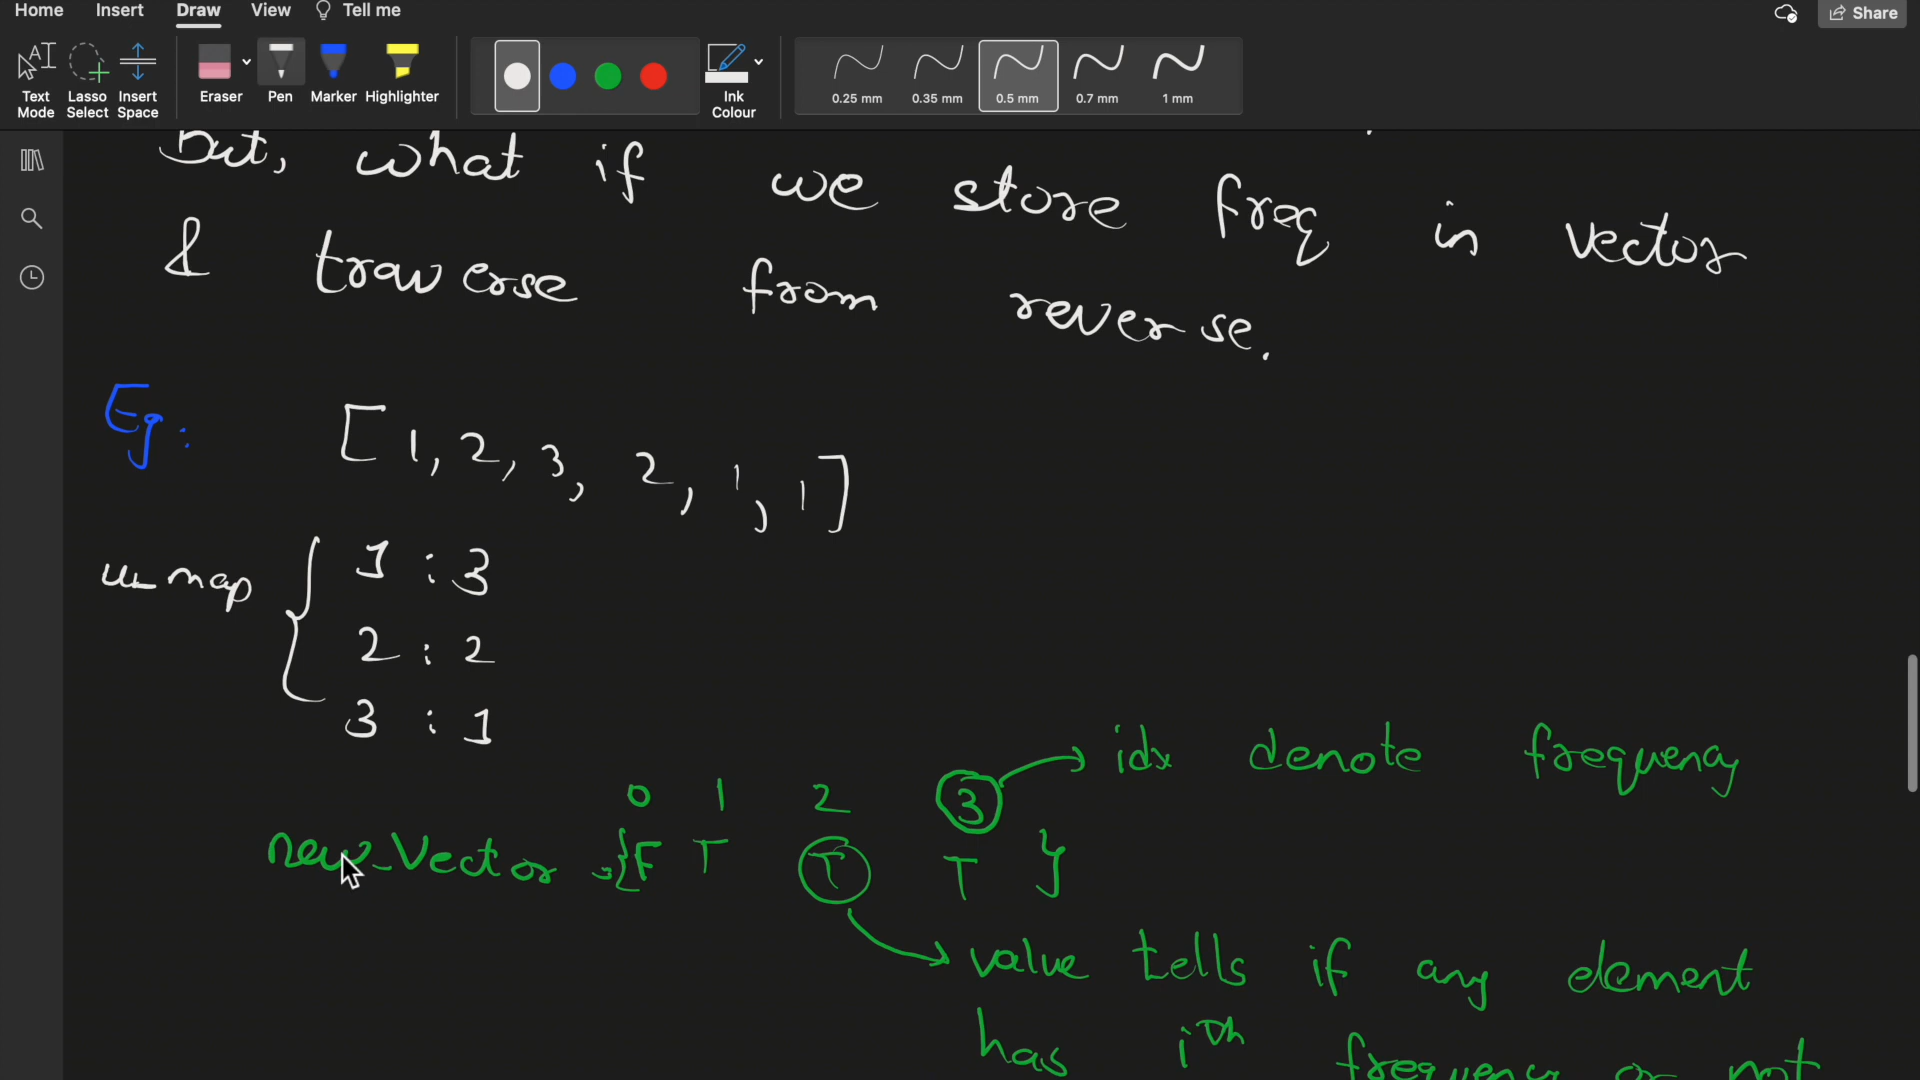 Home Insert Draw View Tell me Share
Text Mode Lasso Select Insert Space Eraser Pen Marker Highlighter Ink Colour 0.25 mm 0.35 mm 0.5 mm 0.7 mm 1 mm
But, what if we store freq in vector
& traverse from reverse.
Eg: [1, 2, 3, 2, 1, 1]
u_map { 1 : 3
2 : 2
3 : 1
0 1 2 3 idx denote frequency
new_Vector = {F T T T }
value tells if any element
has ith frequency or not